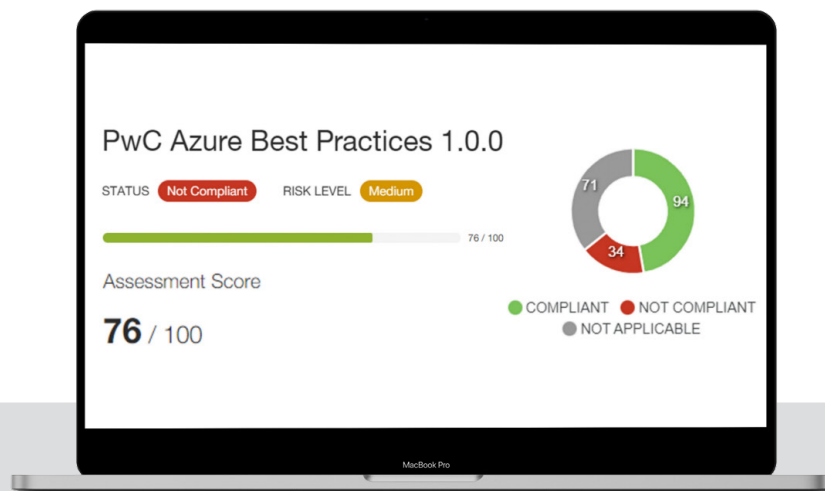 PwC Azure Best Practices 1.0.0
STATUS Not Compliant RISK LEVEL Medium
76 / 100
Assessment Score
76 / 100
71
94
34
COMPLIANT NOT COMPLIANT
NOT APPLICABLE
MacBook Pro